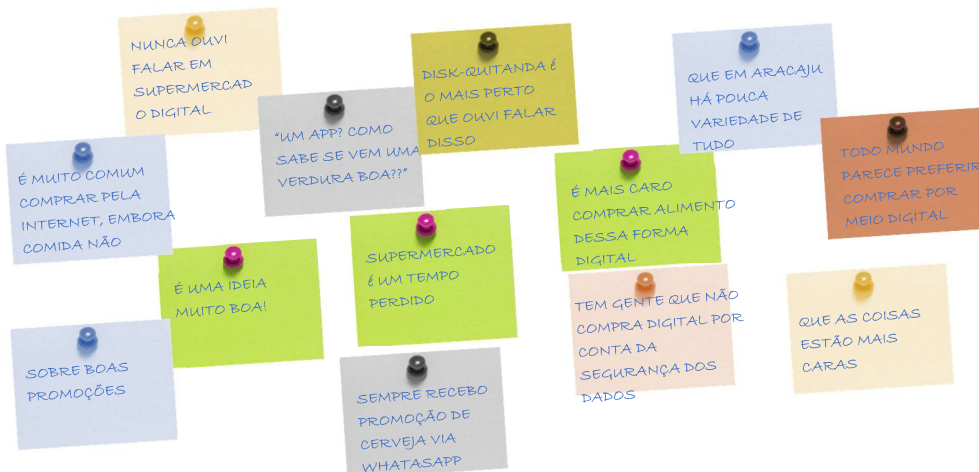 NUNCA OUVI
FALAR EM
SUPERMERCAD
O DIGITAL
"UM APP? COMO
SABE SE VEM UMA
VERDURA BOA??"
DISK-QUITANDA É
O MAIS PERTO
QUE OUVI FALAR
DISSO
QUE EM ARACAJU
HÁ POUCA
VARIEDADE DE
TUDO
TODO MUNDO
PARECE PREFERIR
COMPRAR POR
MEIO DIGITAL
É MUITO COMUM
COMPRAR PELA
INTERNET, EMBORA
COMIDA NÃO
É UMA IDEIA
MUITO BOA!
SUPERMERCADO
é UM TEMPO
PERDIDO
É MAIS CARO
COMPRAR ALIMENTO
DESSA FORMA
DIGITAL
SOBRE BOAS
PROMOÇÕES
SEMPRE RECEBO
PROMOÇÃO DE
CERVEJA VIA
WHATASAPP
TEM GENTE QUE NÃO
COMPRA DIGITAL POR
CONTA DA
SEGURANÇA DOS
DADOS
QUE AS COISAS
ESTÃO MAIS
CARAS